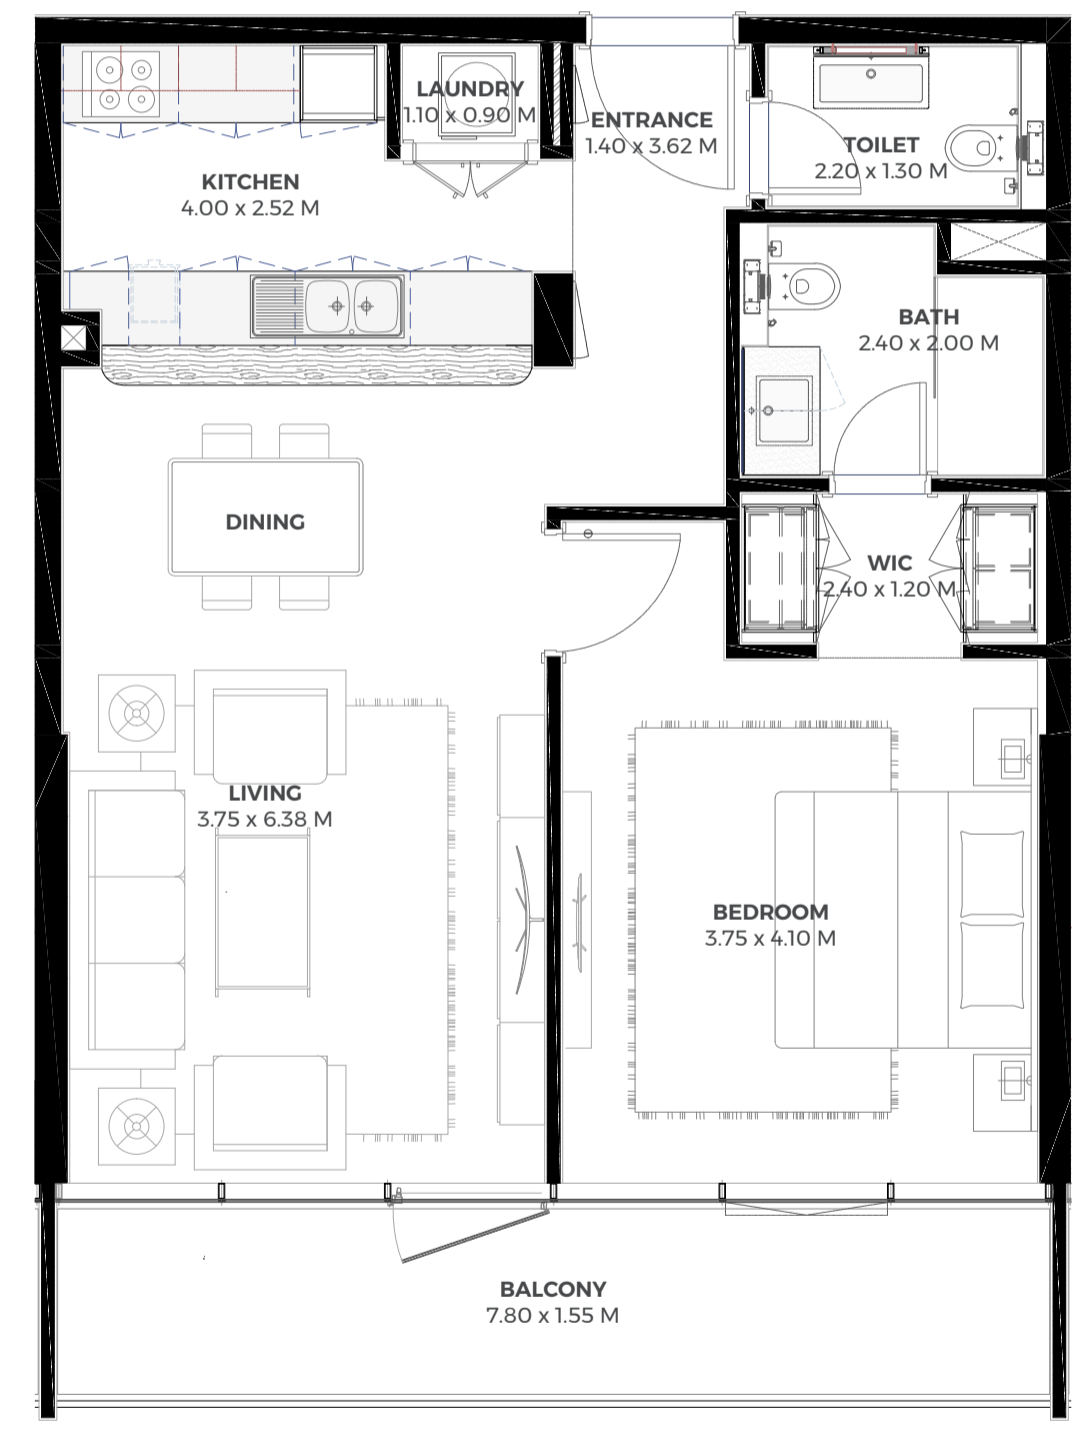 LAUNDRY
1.10 x 0.90 M
ENTRANCE
1.40 x 3.62 M
TOILET
2.20 x 1.30 M
KITCHEN
4.00 x 2.52 M
BATH
2.40 x 2.00 M
DINING
WIC
2.40 x 1.20 M
LIVING
3.75 x 6.38 M
BEDROOM
3.75 x 4.10 M
BALCONY
7.80 x 1.55 M